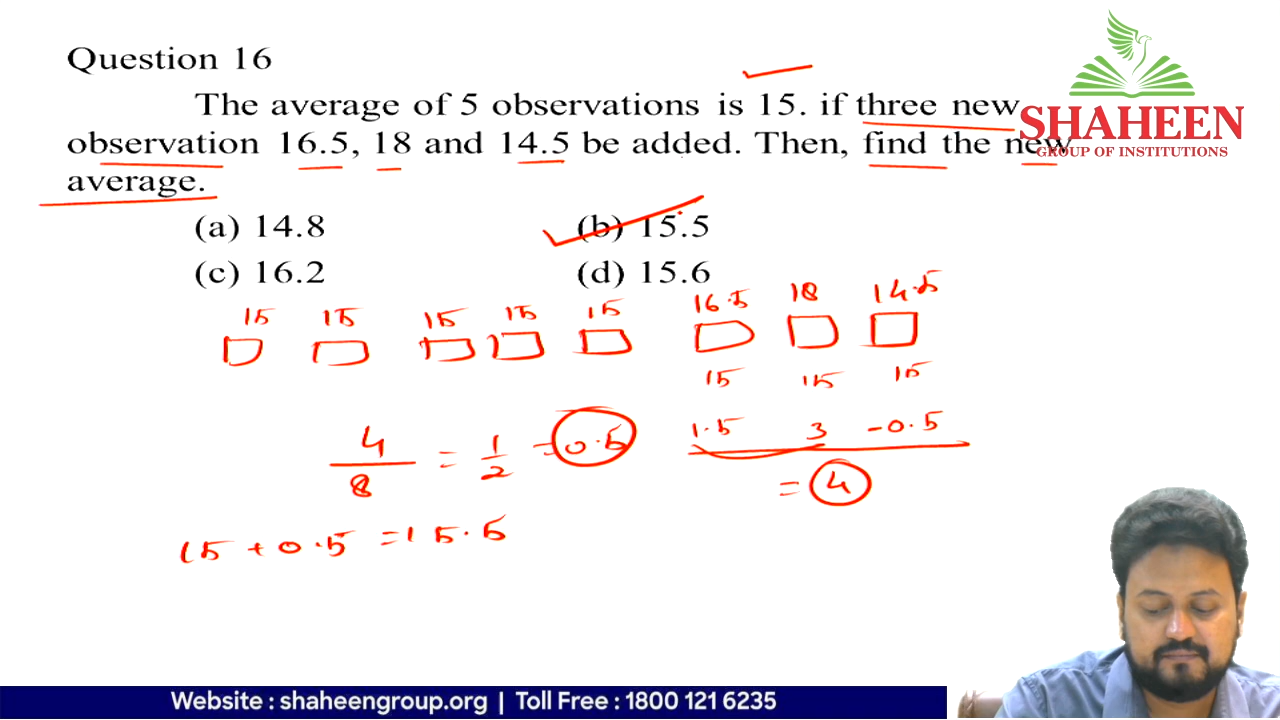 Question 16
The average of 5 observations is 15. if three new
observation 16.5, 18 and 14.5 be added. Then, find the new
average.
(a) 14.8 (b) 15.5
(c) 16.2 (d) 15.6
SHAHEEN
GROUP OF INSTITUTIONS
15 15 15 15 15 16.5 18 14.5
15 15 15
1.5 3 -0.5
= 4
4/8 = 1/2 = 0.5
15 + 0.5 = 15.5
Website : shaheengroup.org | Toll Free : 1800 121 6235